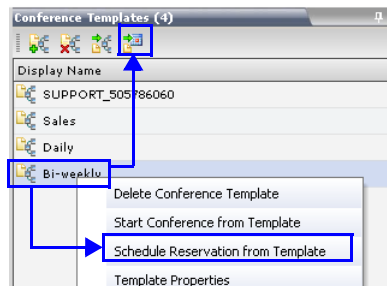 Conference Templates (4)
Display Name
SUPPORT_505786060
Sales
Daily
Bi-weekly
Delete Conference Template
Start Conference from Template
Schedule Reservation from Template
Template Properties